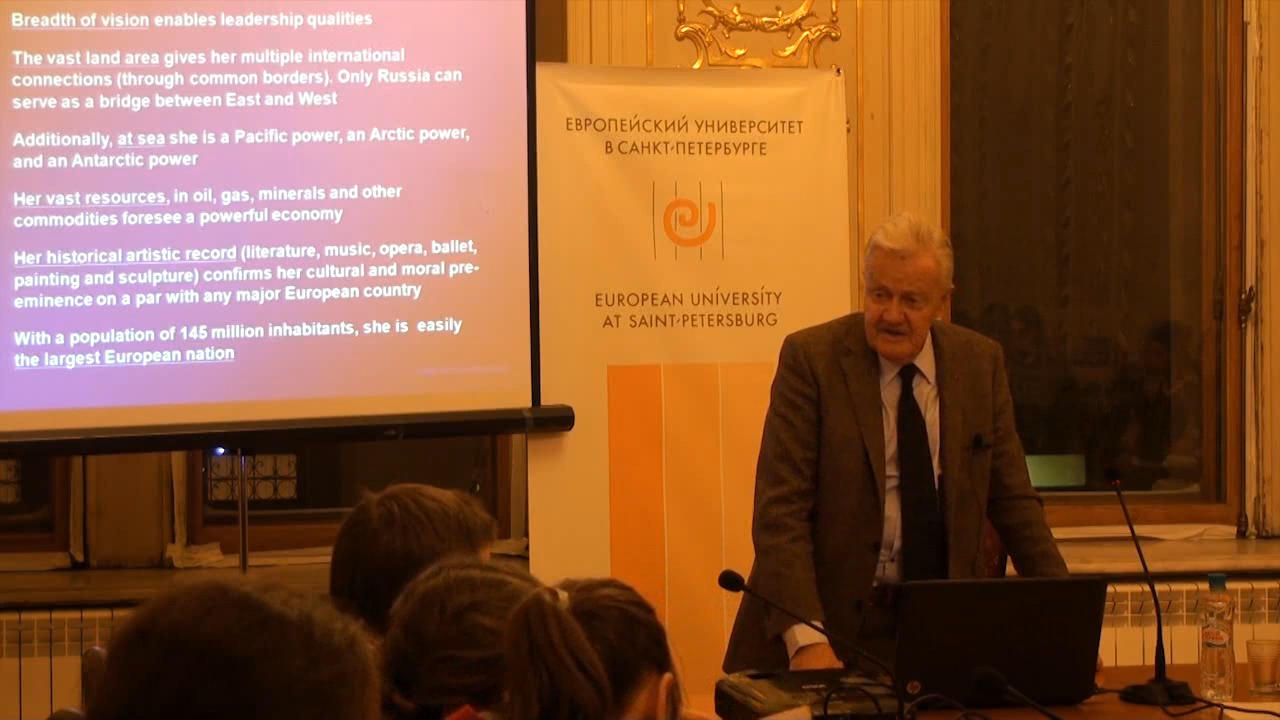 Breadth of vision enables leadership qualities
The vast land area gives her multiple international
connections (through common borders). Only Russia can
serve as a bridge between East and West
Additionally, at sea she is a Pacific power, an Arctic power,
and an Antarctic power
Her vast resources, in oil, gas, minerals and other
commodities foresee a powerful economy
Her historical artistic record (literature, music, opera, ballet,
painting and sculpture) confirms her cultural and moral pre-
eminence on a par with any major European country
With a population of 145 million inhabitants, she is easily
the largest European nation
ЕВРОПЕЙСКИЙ УНИВЕРСИТЕТ
В САНКТ-ПЕТЕРБУРГЕ
EUROPEAN UNIVERSITY
AT SAINT-PETERSBURG
hp